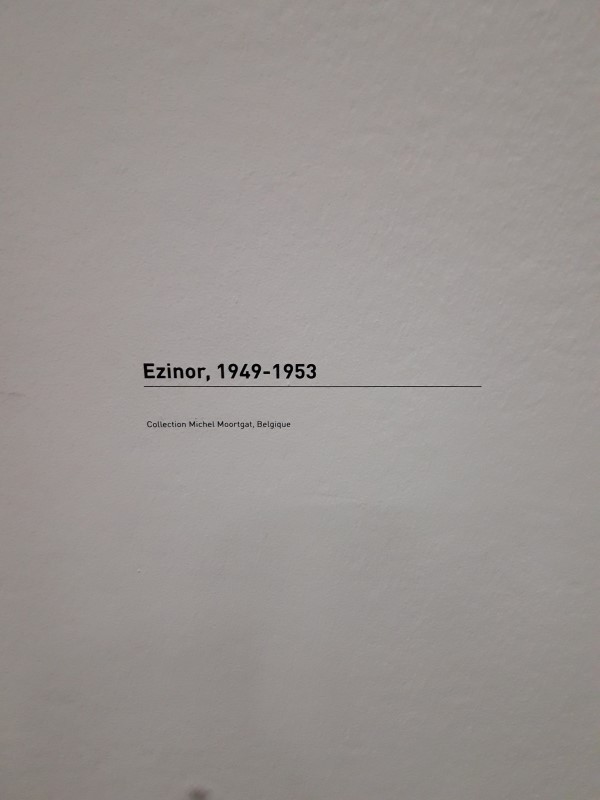 Ezinor, 1949-1953
Collection Michel Moortgat, Belgique